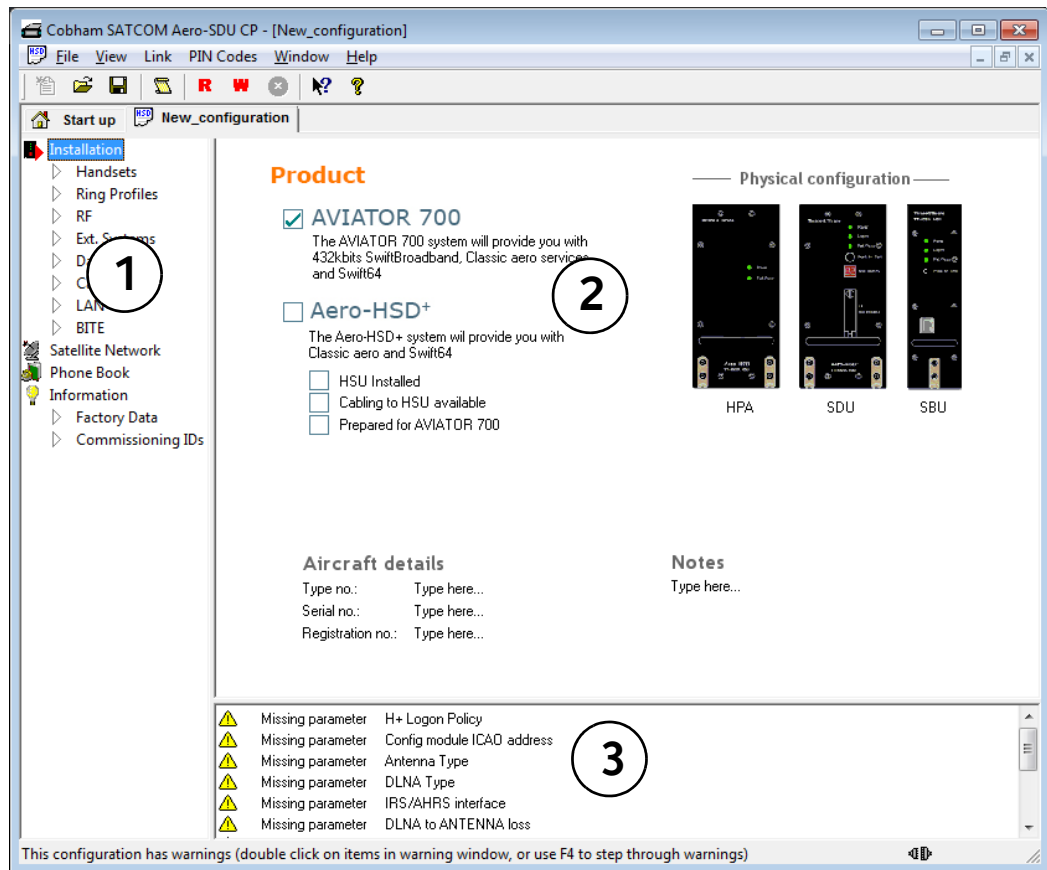 Cobham SATCOM Aero-SDU CP - [New_configuration]
File View Link PIN Codes Window Help
R W
Start up New_configuration
Installation
Handsets
Ring Profiles
RF
Ext. Systems
LAN
BITE
Satellite Network
Phone Book
Information
Factory Data
Commissioning IDs
1
Product
AVIATOR 700
The AVIATOR 700 system will provide you with
432kbits SwiftBroadband, Classic aero services
and Swift64
Aero-HSD+
The Aero-HSD+ system wil provide you with
Classic aero and Swift64
HSU Installed
Cabling to HSU available
Prepared for AVIATOR 700
2
Physical configuration
HPA SDU SBU
Aircraft details
Type no.: Type here...
Serial no.: Type here...
Registration no.: Type here...
Notes
Type here...
Missing parameter H+ Logon Policy
Missing parameter Config module ICAO address
Missing parameter Antenna Type
Missing parameter DLNA Type
Missing parameter IRS/AHRS interface
Missing parameter DLNA to ANTENNA loss
3
This configuration has warnings (double click on items in warning window, or use F4 to step through warnings)